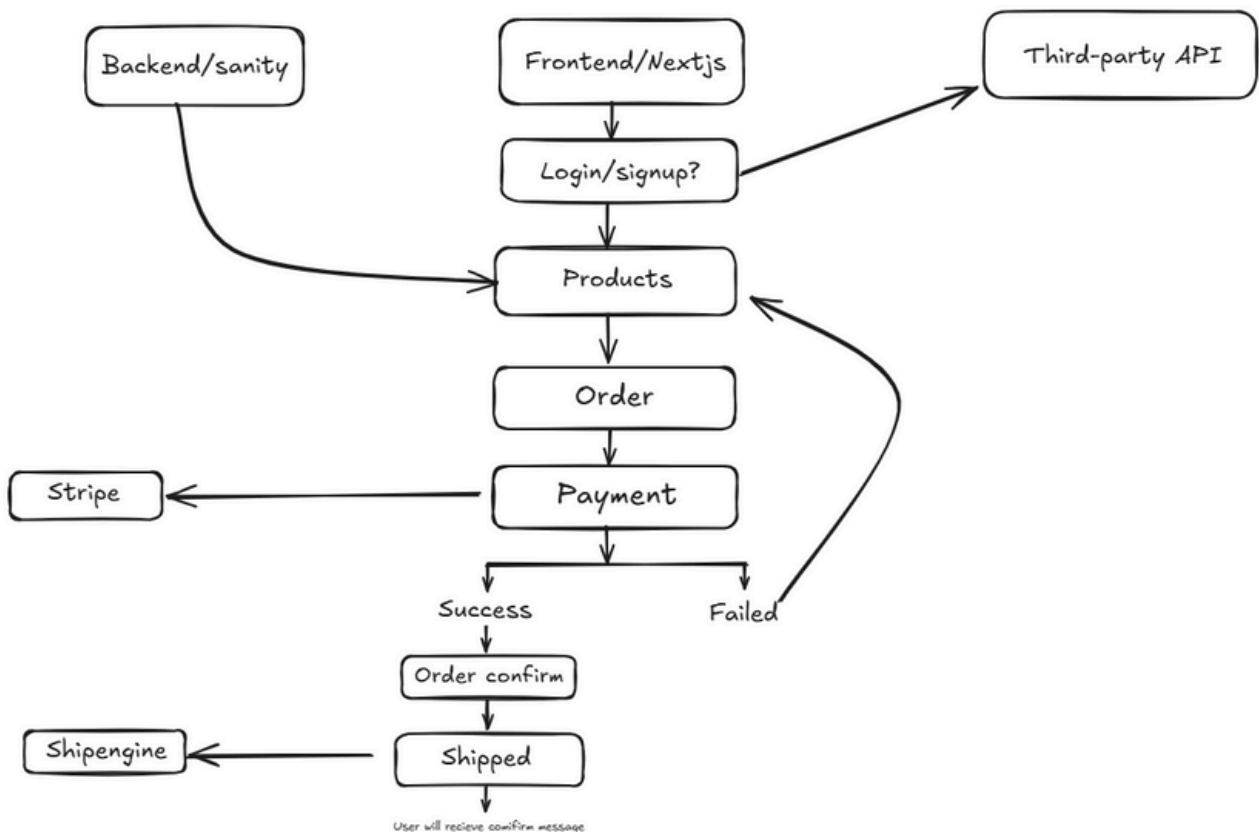 Backend/sanity
Frontend/Nextjs
Third-party API
Login/signup?
Products
Order
Stripe
Payment
Success
Failed
Order confirm
Shipengine
Shipped
User will recieve comifirm message